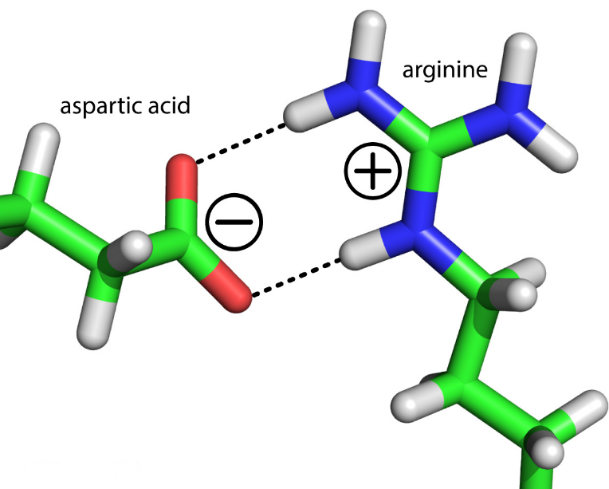 arginine
aspartic acid
+
−